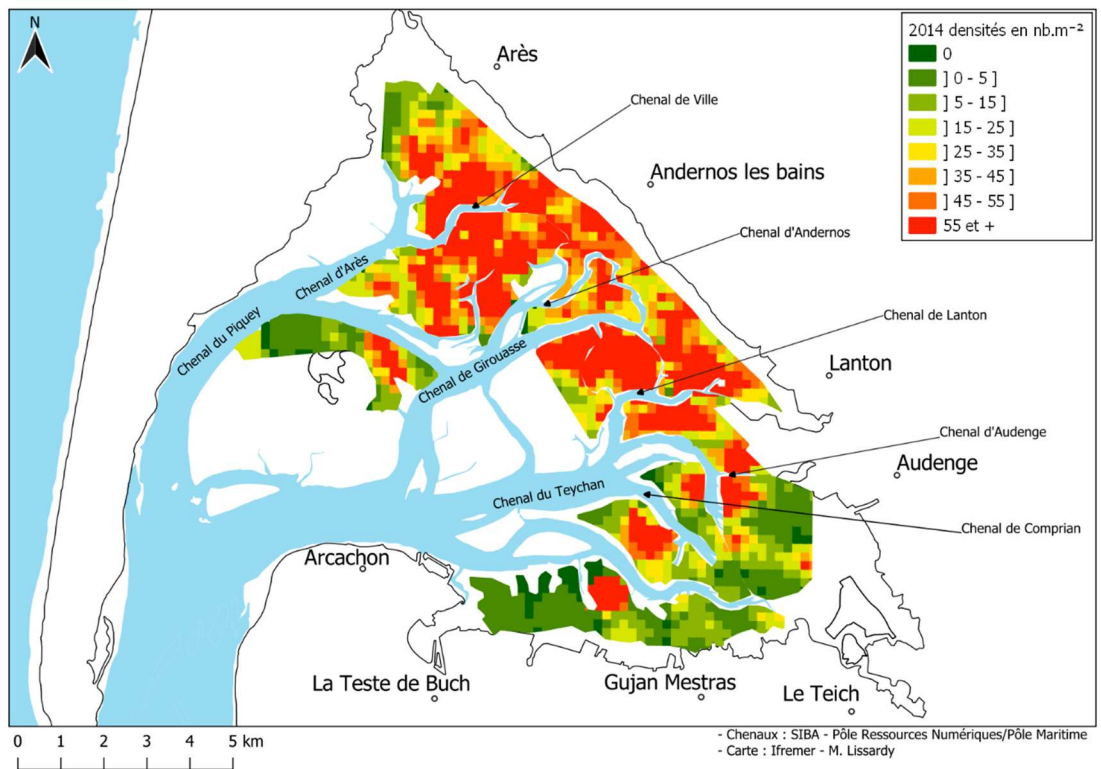 N
2014 densités en nb.m⁻²
0
] 0 - 5 ]
] 5 - 15 ]
] 15 - 25 ]
] 25 - 35 ]
] 35 - 45 ]
] 45 - 55 ]
55 et +
Arès
Chenal de Ville
Andernos les bains
Chenal d'Andernos
Chenal d'Arès
Chenal du Piquey
Chenal de Lanton
Chenal de Girouasse
Lanton
Chenal d'Audenge
Audenge
Chenal du Teychan
Chenal de Comprian
Arcachon
La Teste de Buch
Gujan Mestras
Le Teich
0 1 2 3 4 5 km
- Chenaux : SIBA - Pôle Ressources Numériques/Pôle Maritime
- Carte : Ifremer - M. Lissardy